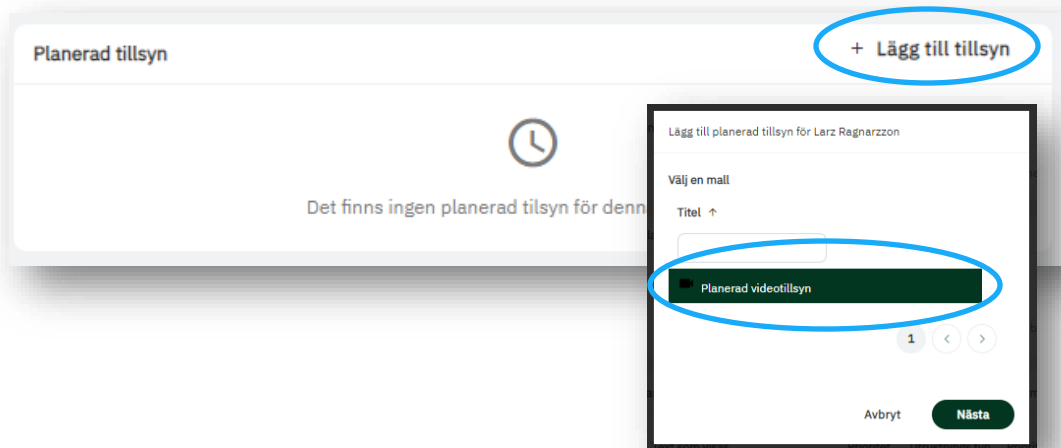 Planerad tillsyn
+ Lägg till tillsyn
Det finns ingen planerad tilsyn för denn
Lägg till planerad tillsyn för Larz Ragnarzzon
Välj en mall
Titel ↑
Planerad videotillsyn
1 < >
Avbryt
Nästa